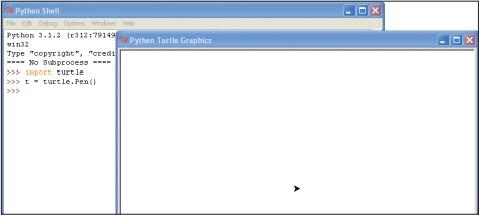 Python Shell
File Edit Debug Options Windows Help
Python 3.1.2 (r312:79149
win32
Type "copyright", "credi
==== No Subprocess ====
>>> import turtle
>>> t = turtle.Pen()
>>>
Python Turtle Graphics